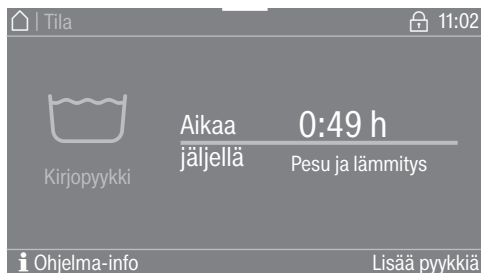 | Tila
11:02
Aikaa
jäljellä
0:49 h
Pesu ja lämmitys
Kirjopyykki
i Ohjelma-info
Lisää pyykkiä